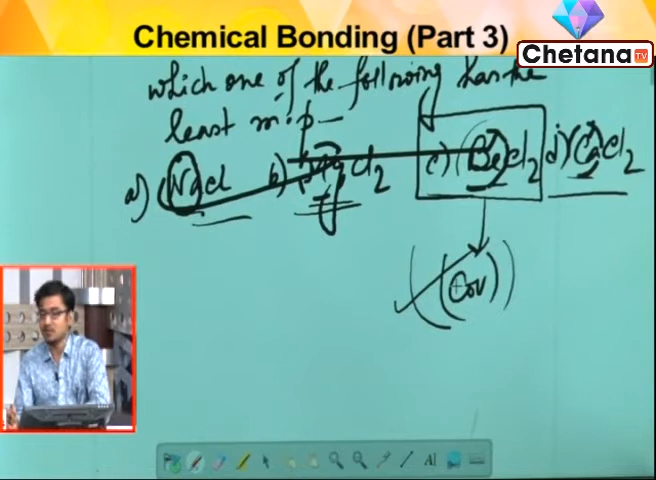 Chemical Bonding (Part 3)
Chetana TV
which one of the following has the
least m.p –
a) NaCl b) MgCl2 c) BeCl2 d) CaCl2
(Cov)
AI